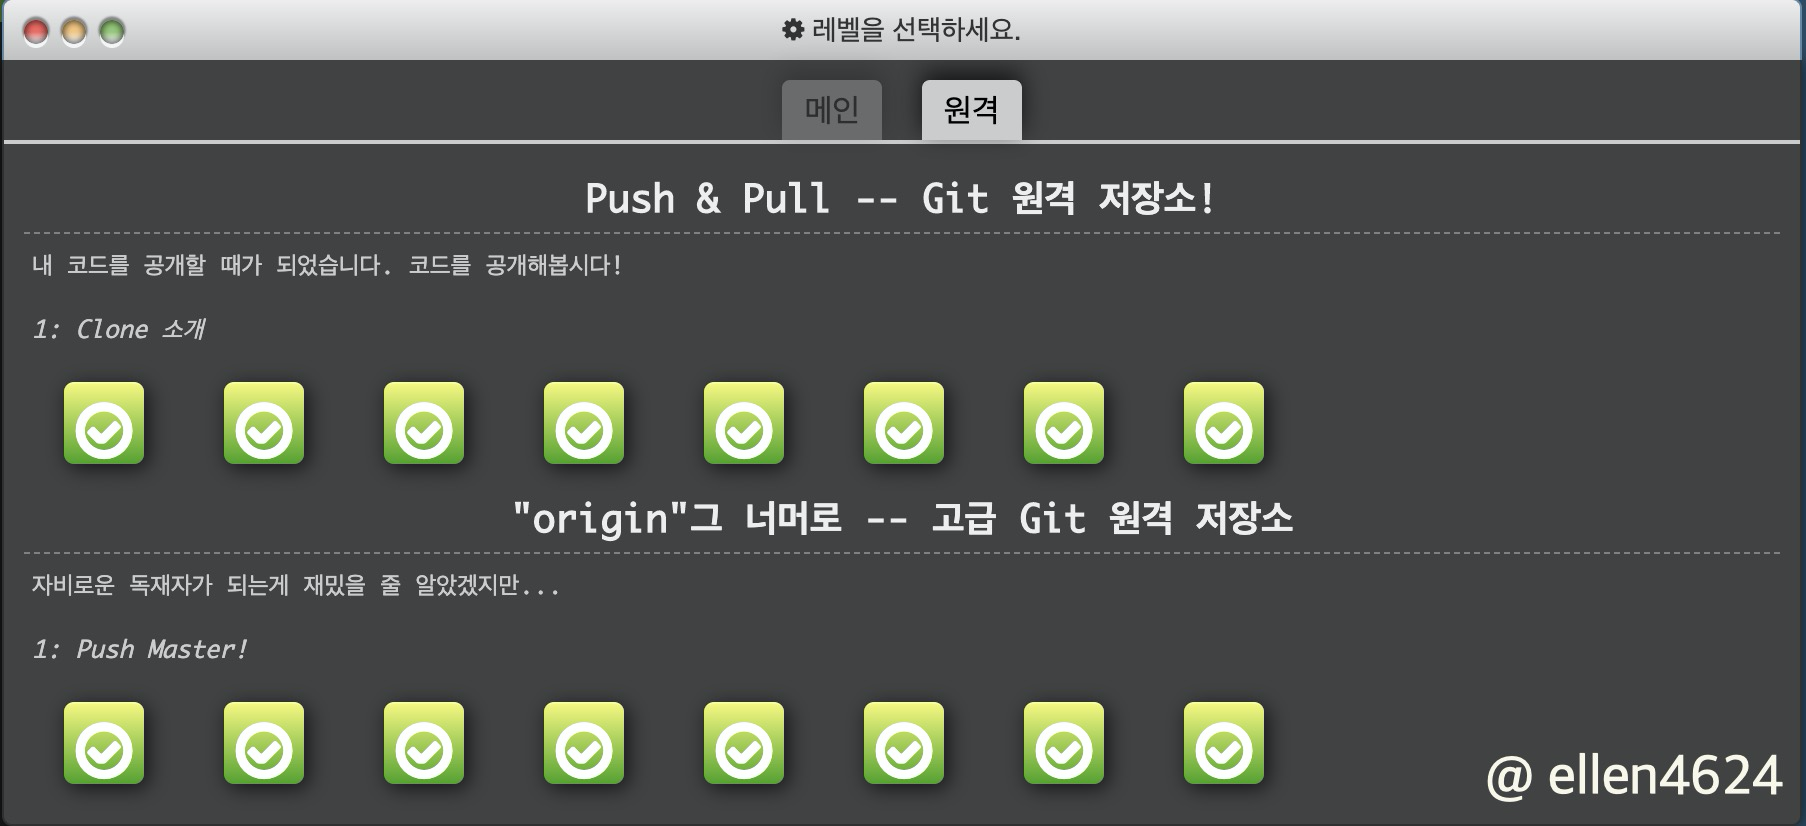 레벨을 선택하세요.
메인
원격
Push & Pull -- Git 원격 저장소!
내 코드를 공개할 때가 되었습니다. 코드를 공개해봅시다!
1: Clone 소개
"origin"그 너머로 -- 고급 Git 원격 저장소
자비로운 독재자가 되는게 재밌을 줄 알았겠지만...
1: Push Master!
@ ellen4624